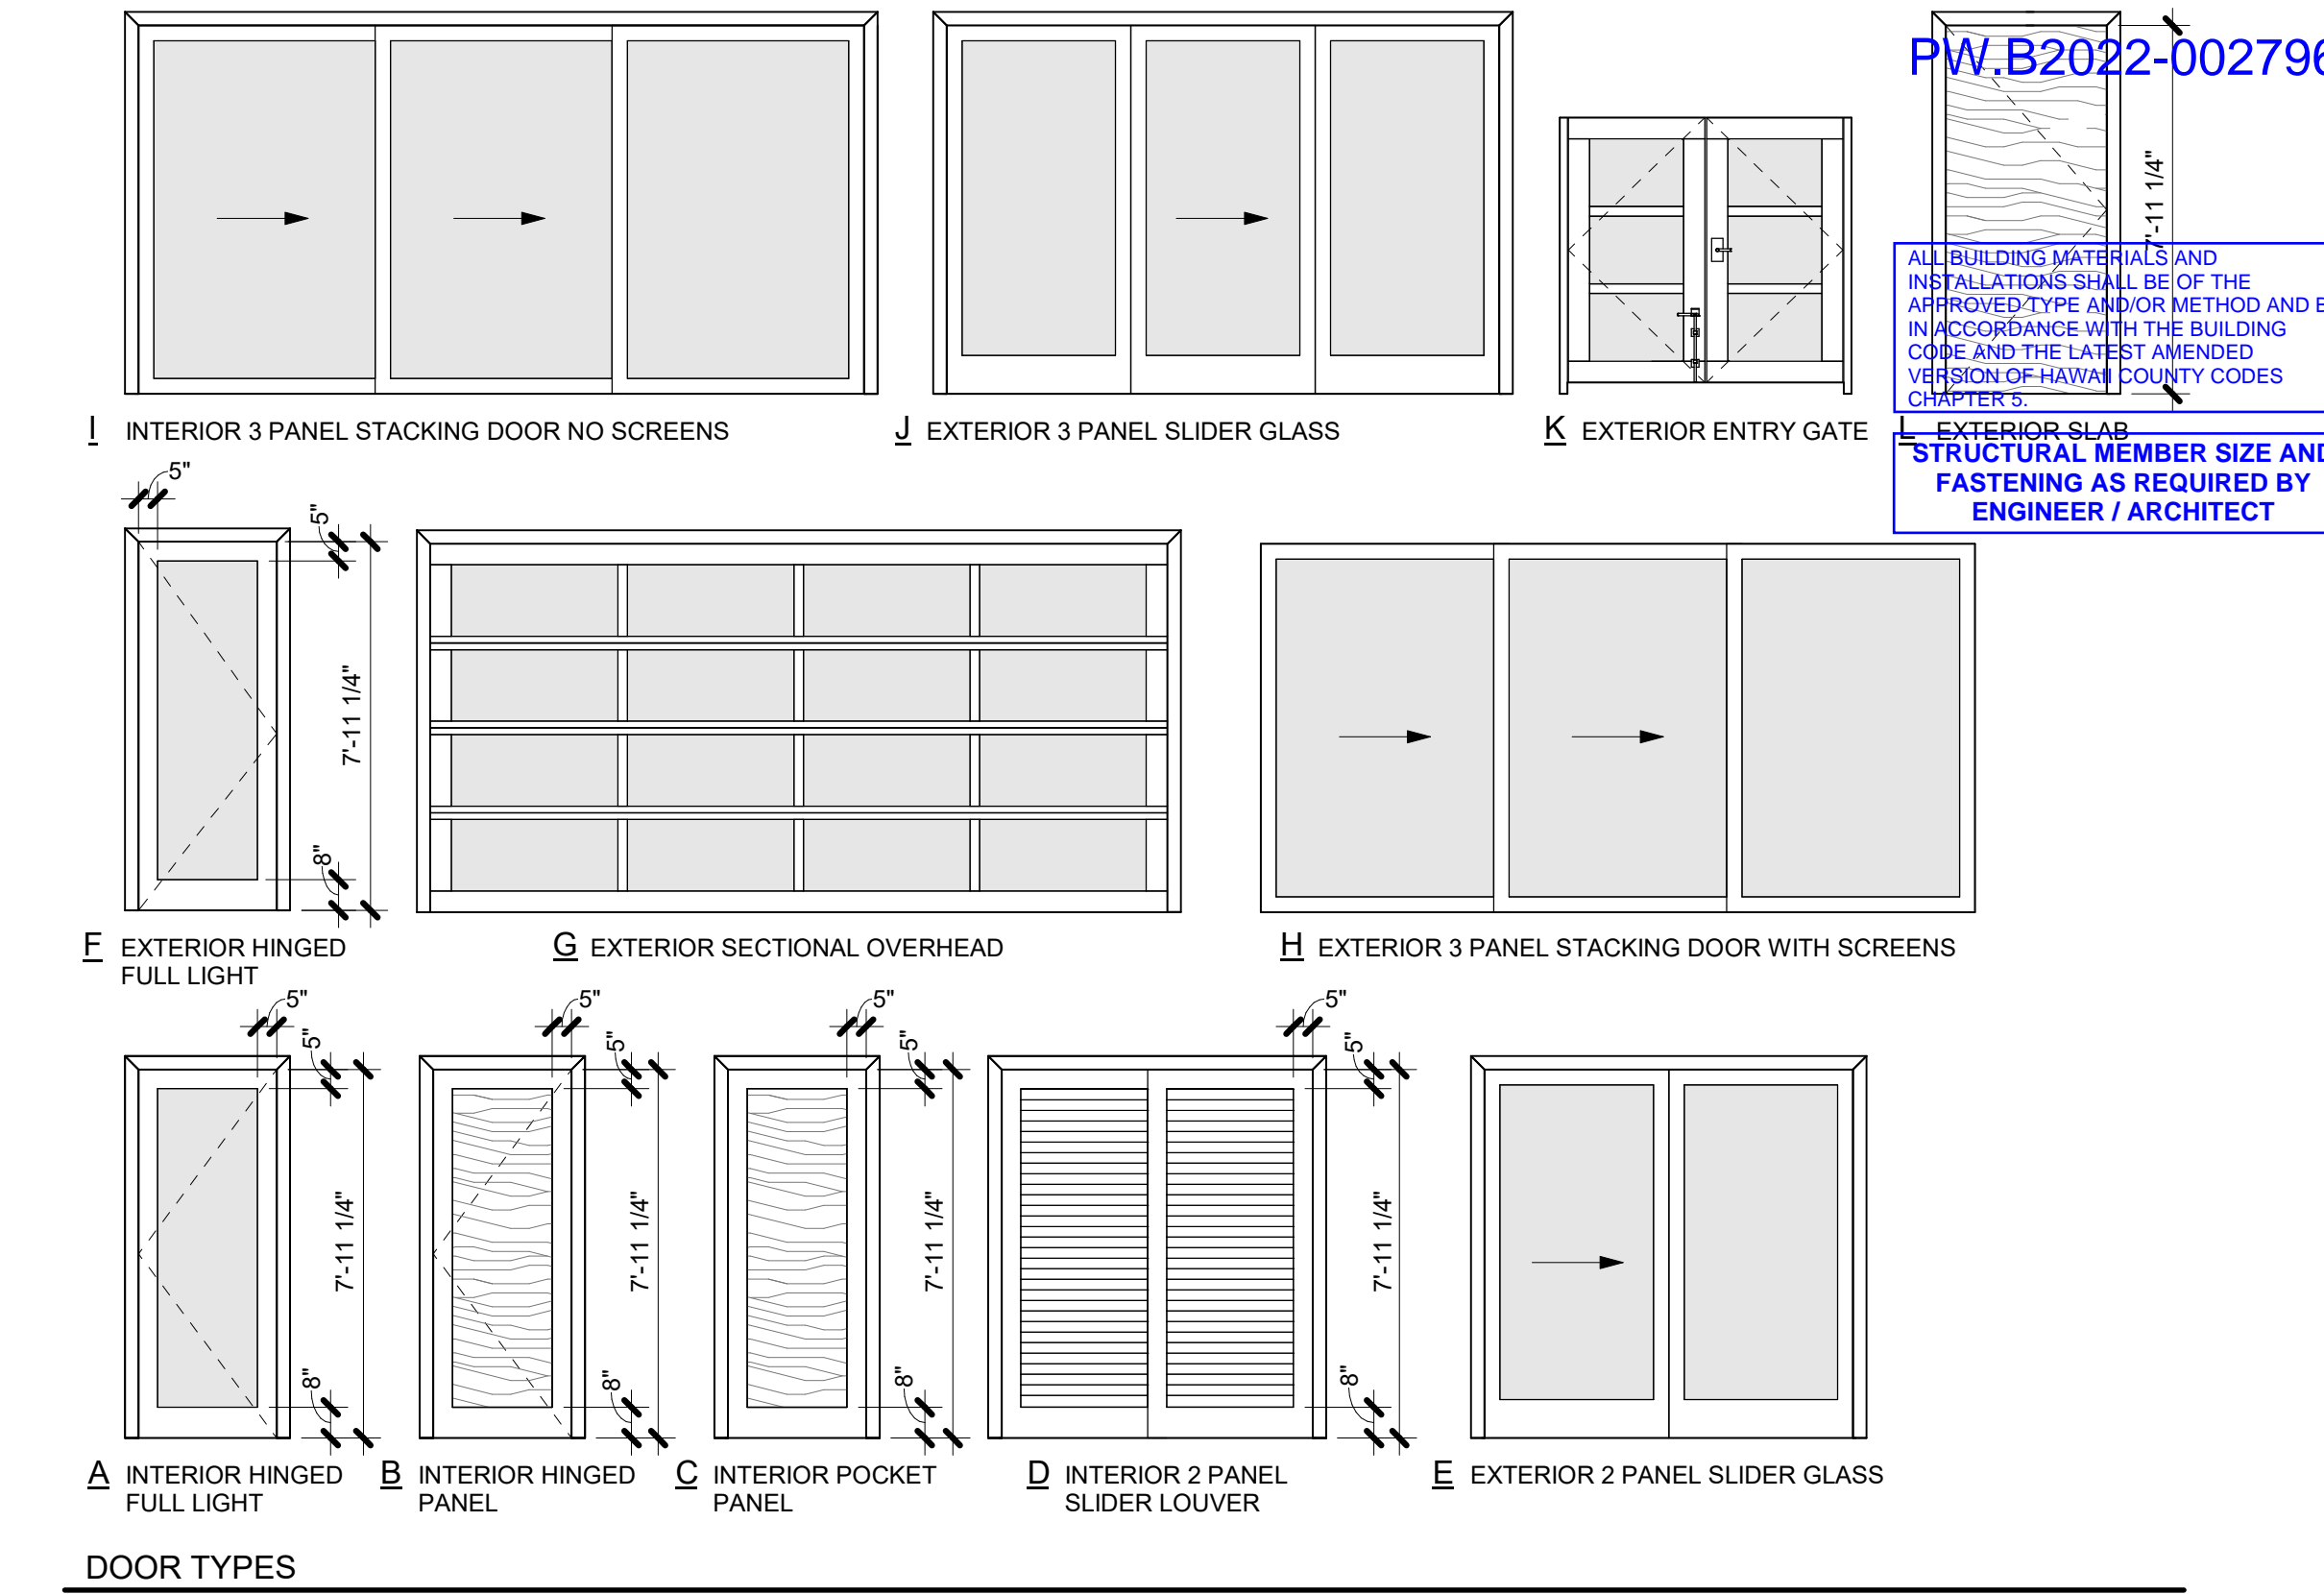 PW.B2022-002796
7'-11 1/4"
ALL BUILDING MATERIALS AND
INSTALLATIONS SHALL BE OF THE
APPROVED TYPE AND/OR METHOD AND
IN ACCORDANCE WITH THE BUILDING
CODE AND THE LATEST AMENDED
VERSION OF HAWAII COUNTY CODES
CHAPTER 5.
I INTERIOR 3 PANEL STACKING DOOR NO SCREENS
J EXTERIOR 3 PANEL SLIDER GLASS
K EXTERIOR ENTRY GATE
L EXTERIOR SLAB
STRUCTURAL MEMBER SIZE AND
FASTENING AS REQUIRED BY
ENGINEER / ARCHITECT
5"
5"
7'-11 1/4"
8"
F EXTERIOR HINGED
FULL LIGHT
G EXTERIOR SECTIONAL OVERHEAD
H EXTERIOR 3 PANEL STACKING DOOR WITH SCREENS
5"
5"
7'-11 1/4"
8"
5"
5"
7'-11 1/4"
8"
5"
5"
7'-11 1/4"
8"
5"
5"
7'-11 1/4"
8"
A INTERIOR HINGED
FULL LIGHT
B INTERIOR HINGED
PANEL
C INTERIOR POCKET
PANEL
D INTERIOR 2 PANEL
SLIDER LOUVER
E EXTERIOR 2 PANEL SLIDER GLASS
DOOR TYPES